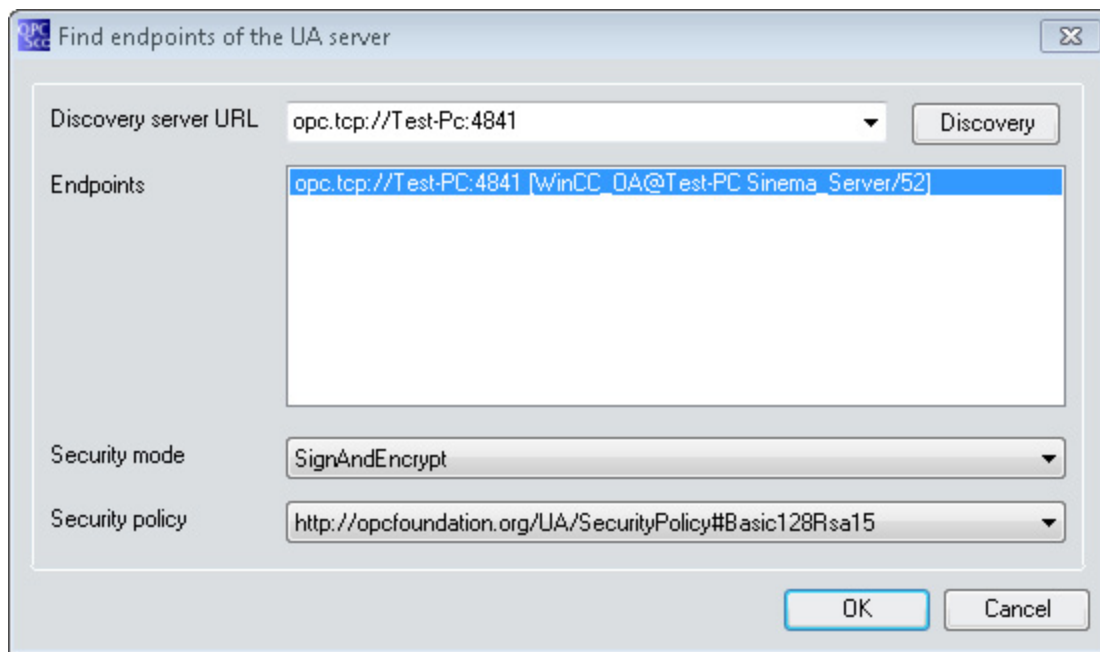 OPC Scc Find endpoints of the UA server
Discovery server URL opc.tcp://Test-Pc:4841 Discovery
Endpoints opc.tcp://Test-PC:4841 [WinCC_OA@Test-PC Sinema_Server/52]
Security mode SignAndEncrypt
Security policy http://opcfoundation.org/UA/SecurityPolicy#Basic128Rsa15
OK Cancel